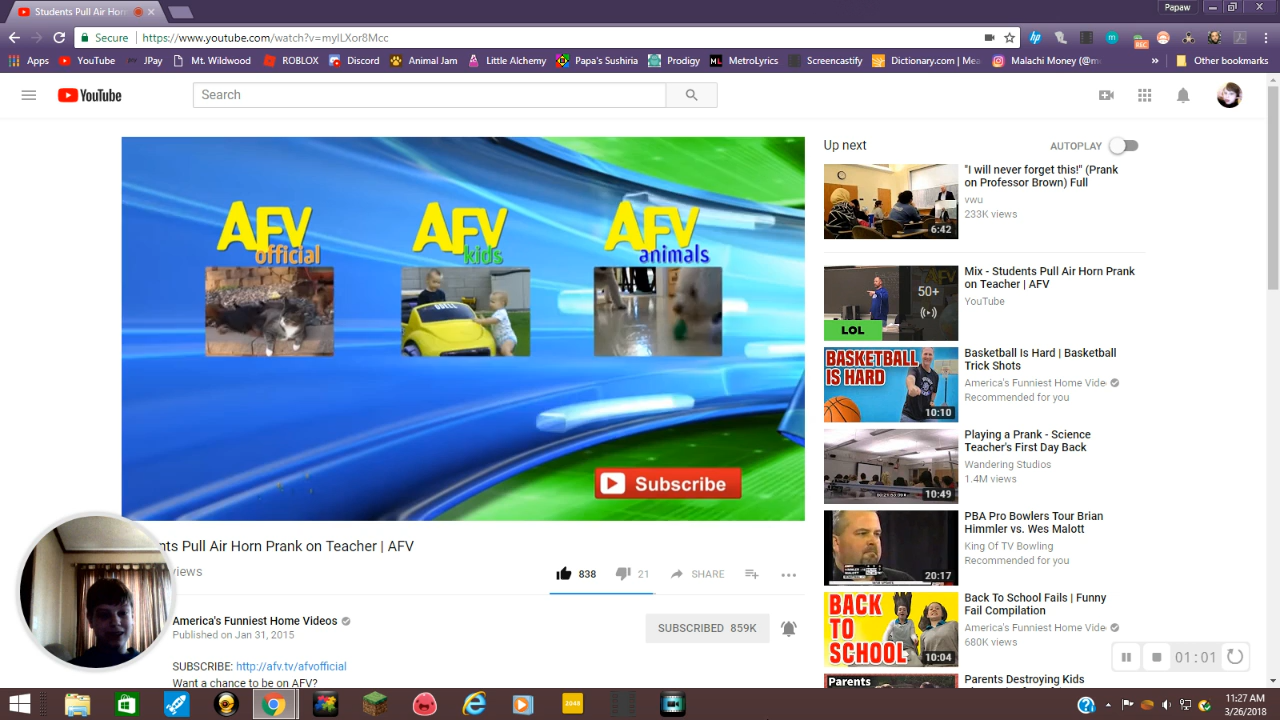 Students Pull Air Hor
Papaw
Secure
https://www.youtube.com/watch?v=myILXor8Mcc
hp
REC
Apps
YouTube
JPay
Mt. Wildwood
ROBLOX
Discord
Animal Jam
Little Alchemy
Papa's Sushiria
Prodigy
MetroLyrics
Screencastify
Dictionary.com | Mea
Malachi Money (@m
»
Other bookmarks
YouTube
Search
AFV official
AFV kids
AFV animals
Subscribe
nts Pull Air Horn Prank on Teacher | AFV
views
838
21
SHARE
America's Funniest Home Videos
Published on Jan 31, 2015
SUBSCRIBED 859K
SUBSCRIBE: http://afv.tv/afvofficial
Want a chance to be on AFV?
Up next
AUTOPLAY
6:42
"I will never forget this!" (Prank
on Professor Brown) Full
vwu
233K views
50+
LOL
Mix - Students Pull Air Horn Prank
on Teacher | AFV
YouTube
BASKETBALL
IS HARD
10:10
Basketball Is Hard | Basketball
Trick Shots
America's Funniest Home Vide
Recommended for you
10:49
Playing a Prank - Science
Teacher's First Day Back
Wandering Studios
1.4M views
20:17
PBA Pro Bowlers Tour Brian
Himmler vs. Wes Malott
King Of TV Bowling
Recommended for you
BACK
TO
SCHOOL
10:04
Back To School Fails | Funny
Fail Compilation
America's Funniest Home Vide
680K views
01:01
Parents
Parents Destroying Kids
2048
11:27 AM
3/26/2018